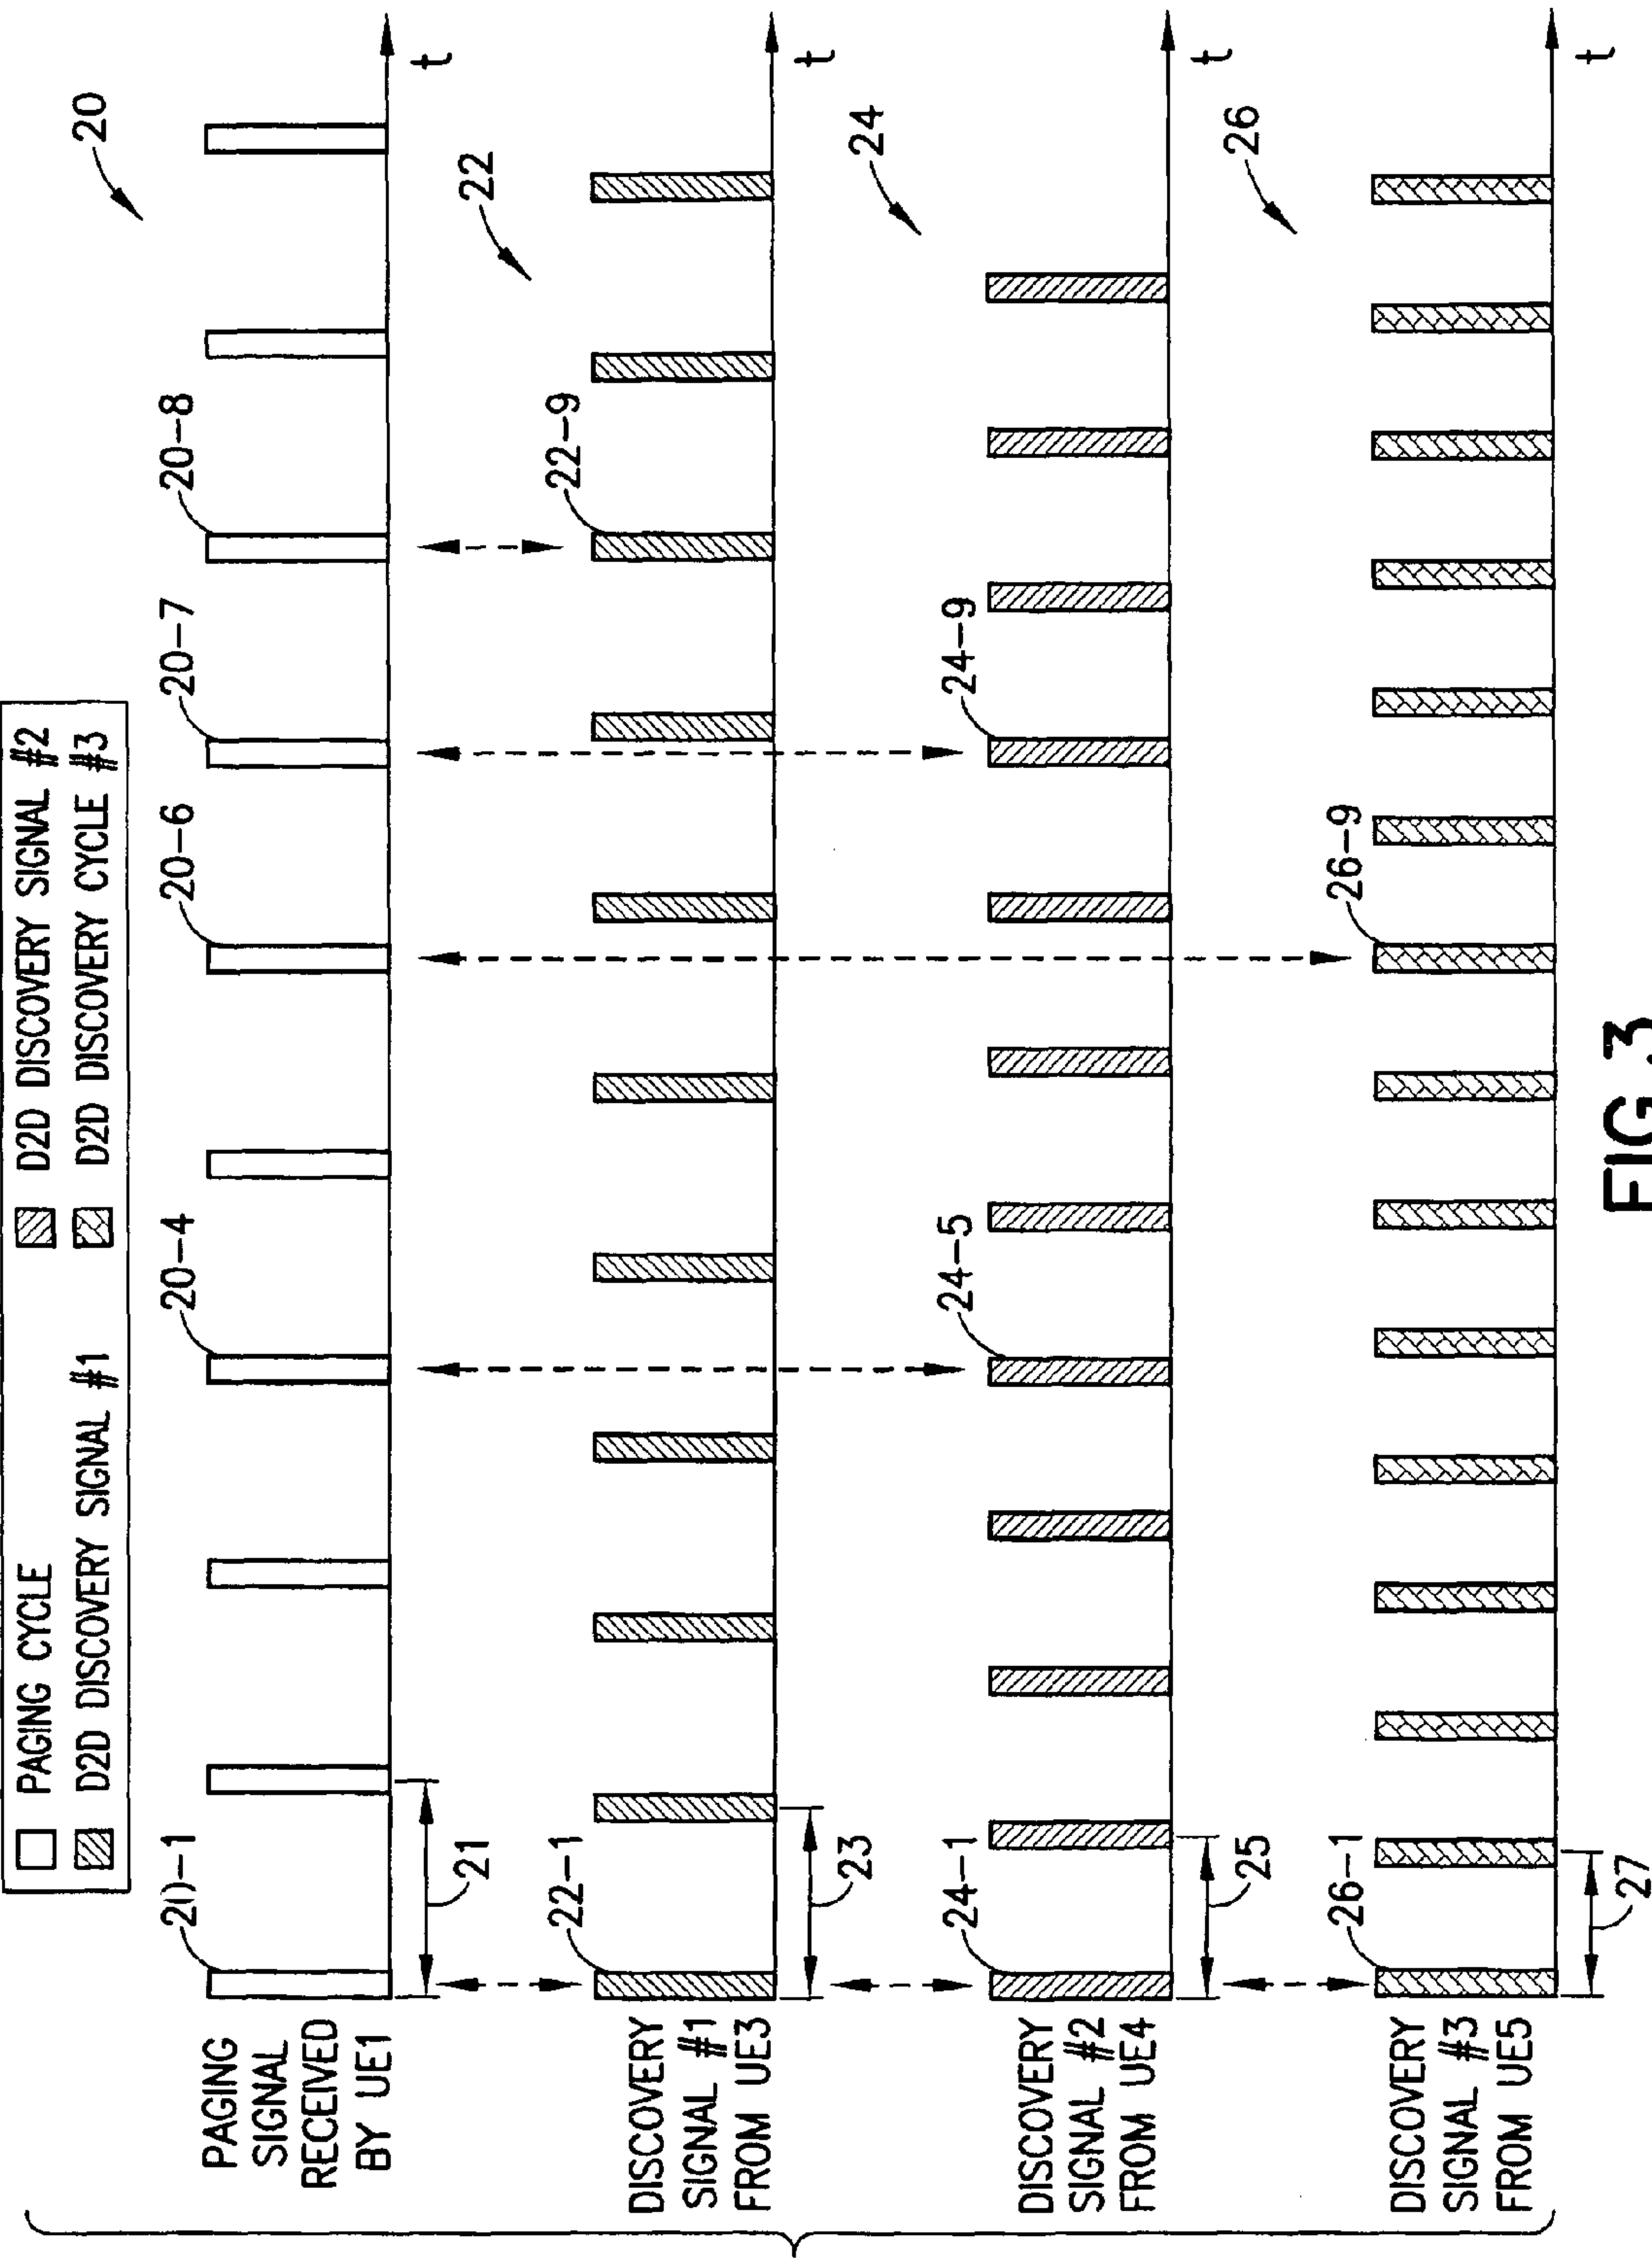 PAGING CYCLE
D2D DISCOVERY SIGNAL #2
D2D DISCOVERY SIGNAL #1
D2D DISCOVERY CYCLE #3
PAGING
SIGNAL
RECEIVED
BY UE1
20-1
20-4
20-6
20-7
20-8
20
21
t
DISCOVERY
SIGNAL #1
FROM UE3
22-1
22-9
22
23
t
DISCOVERY
SIGNAL #2
FROM UE4
24-1
24-5
24-9
24
25
t
DISCOVERY
SIGNAL #3
FROM UE5
26-1
26-9
26
27
t
FIG.3